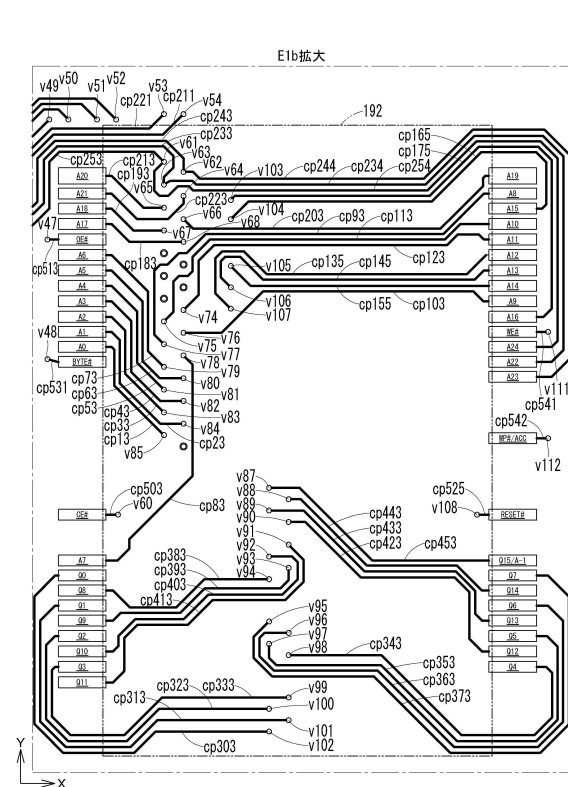 E1b拡大
v49
v50
v51
v52
cp221
v53
cp211
v54
cp243
cp233
192
cp165
cp175
v61
v63
v62
v64
v103
cp244
cp234
cp254
cp253
cp213
cp193
v65
cp223
v66
v104
v68
v67
cp203
cp93
cp113
cp123
A20
A21
A18
A17
OE#
A6
A5
A4
A3
A2
A1
A0
BYTE#
v47
cp513
cp183
v105
cp135
cp145
v106
v107
cp155
cp103
v74
v75
v76
v77
v78
v79
v80
v81
v82
v83
v84
v85
cp73
cp63
cp53
cp43
cp33
cp13
cp23
v48
cp531
A19
A8
A15
A10
A11
A12
A13
A14
A9
A16
WE#
A24
A22
A23
v111
cp541
cp542
WP#/ACC
v112
CE#
cp503
v60
cp83
v87
v88
v89
v90
v91
v92
v93
v94
cp443
cp433
cp423
cp453
cp525
v108
RESET#
A7
Q0
Q8
Q1
Q9
Q2
Q10
Q3
Q11
cp383
cp393
cp403
cp413
Q15/A-1
Q7
Q14
Q6
Q13
Q5
Q12
Q4
v95
v96
v97
v98
cp343
cp353
cp363
cp373
cp333
cp323
cp313
cp303
v99
v100
v101
v102
Y
X